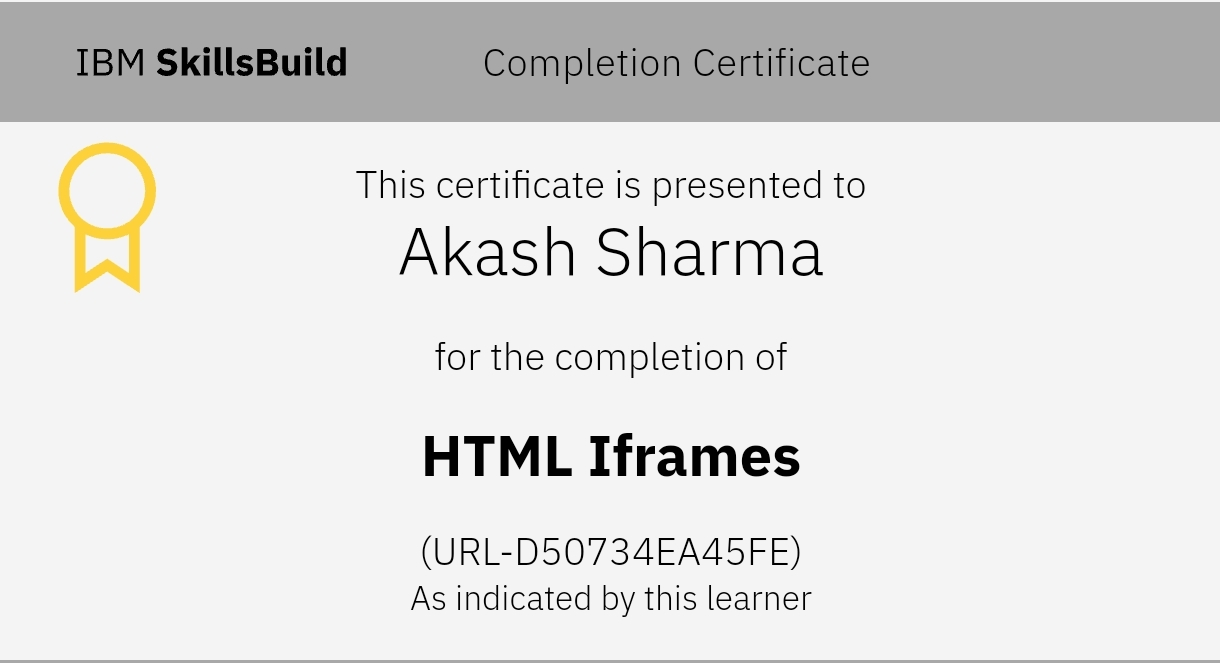 IBM SkillsBuild Completion Certificate
This certificate is presented to
Akash Sharma
for the completion of
HTML Iframes
(URL-D50734EA45FE)
As indicated by this learner